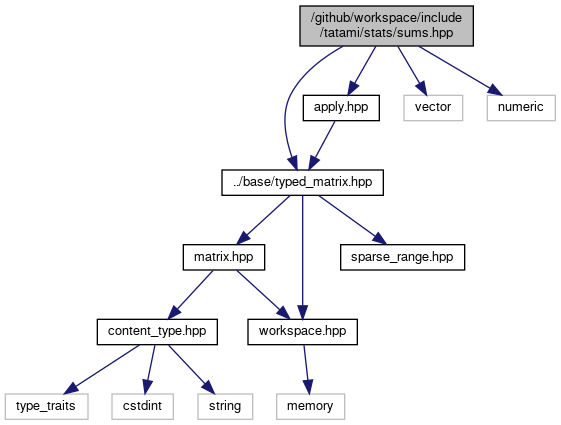 /github/workspace/include
/tatami/stats/sums.hpp
apply.hpp
vector
numeric
../base/typed_matrix.hpp
matrix.hpp
sparse_range.hpp
content_type.hpp
workspace.hpp
type_traits
cstdint
string
memory